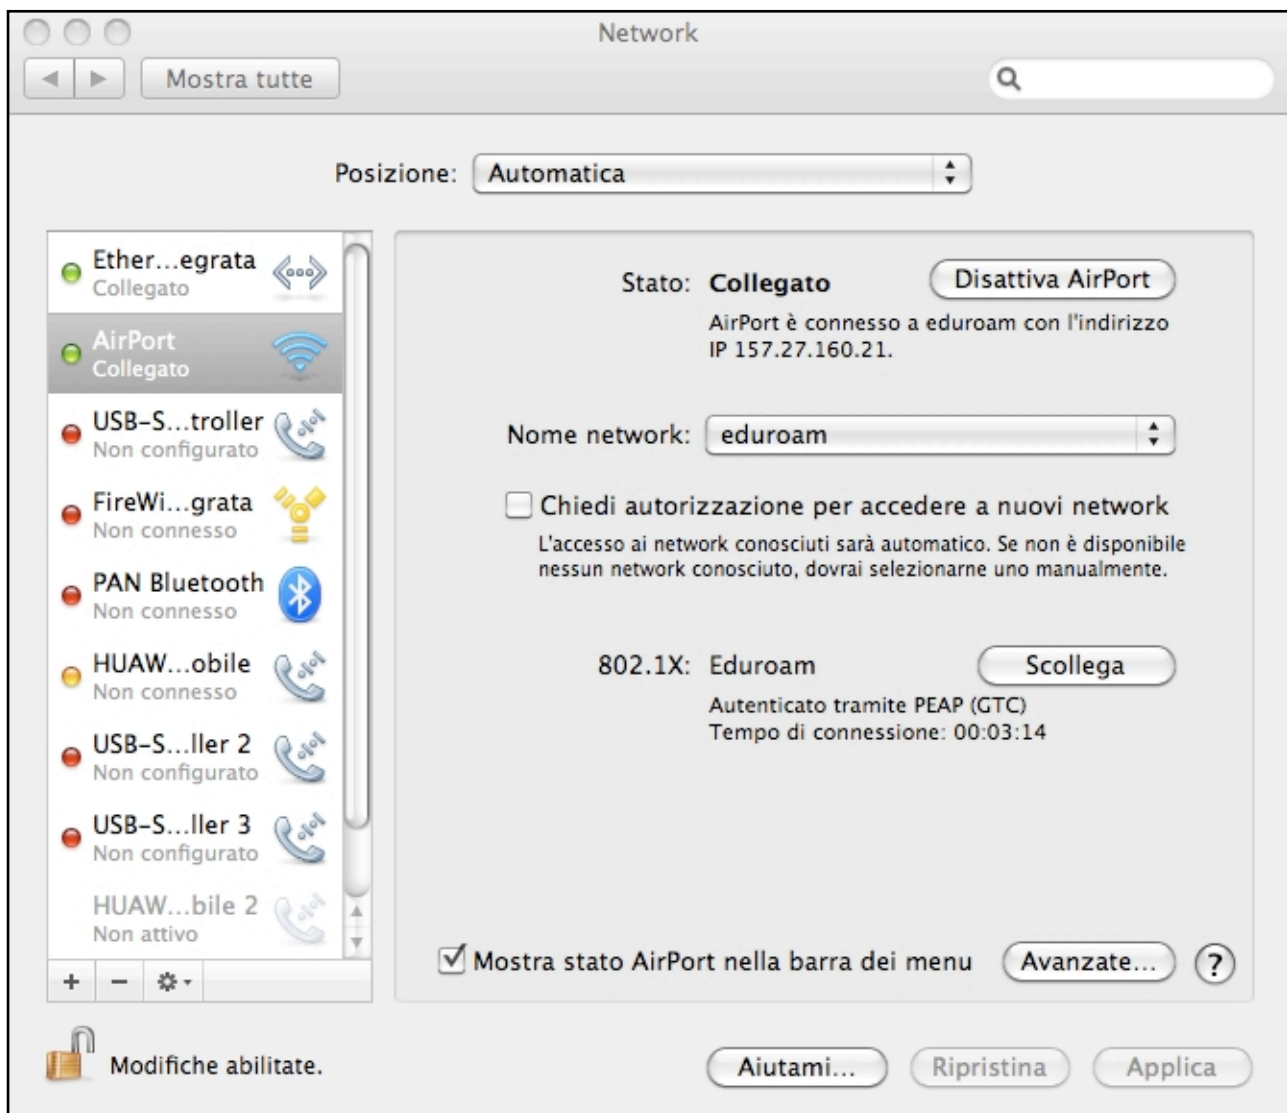 Network
Mostra tutte
Posizione: Automatica
Ether...egrata
Collegato
AirPort
Collegato
USB-S...troller
Non configurato
FireWi...grata
Non connesso
PAN Bluetooth
Non connesso
HUAW...obile
Non connesso
USB-S...ller 2
Non configurato
USB-S...ller 3
Non configurato
HUAW...bile 2
Non attivo
Stato: Collegato
Disattiva AirPort
AirPort è connesso a eduroam con l'indirizzo
IP 157.27.160.21.
Nome network: eduroam
Chiedi autorizzazione per accedere a nuovi network
L'accesso ai network conosciuti sarà automatico. Se non è disponibile
nessun network conosciuto, dovrai selezionarne uno manualmente.
802.1X: Eduroam
Scollega
Autenticato tramite PEAP (GTC)
Tempo di connessione: 00:03:14
Mostra stato AirPort nella barra dei menu
Avanzate...
?
Modifiche abilitate.
Aiutami...
Ripristina
Applica